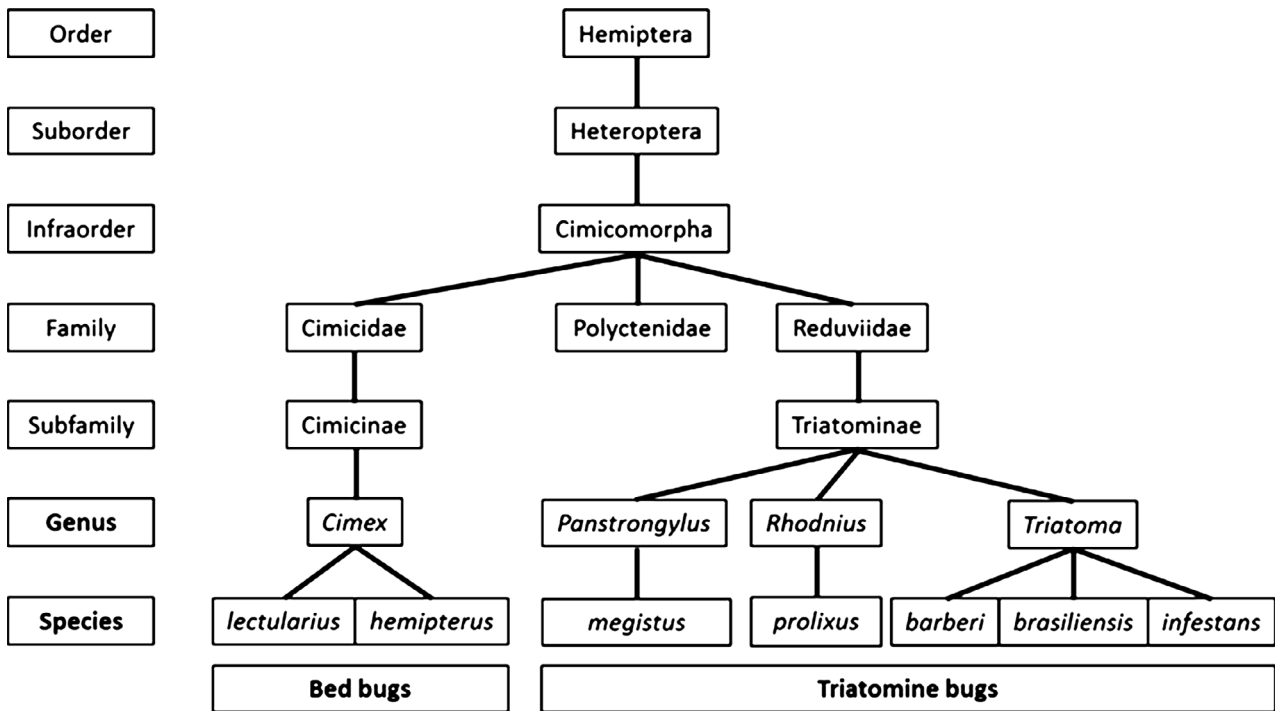 Order
Hemiptera
Suborder
Heteroptera
Infraorder
Cimicomorpha
Family
Cimicidae
Polyctenidae
Reduviidae
Subfamily
Cimicinae
Triatominae
Genus
Cimex
Panstrongylus
Rhodnius
Triatoma
Species
lectularius
hemipterus
megistus
prolixus
barberi
brasiliensis
infestans
Bed bugs
Triatomine bugs